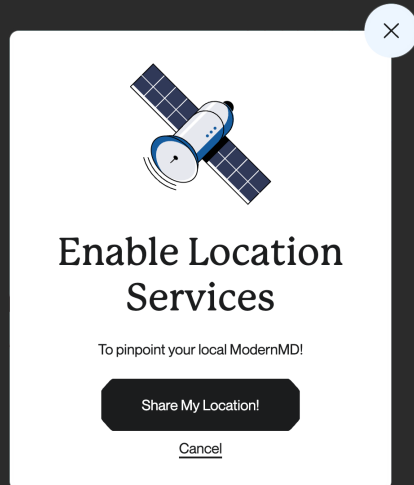 Enable Location
Services
To pinpoint your local ModernMD!
Share My Location!
Cancel